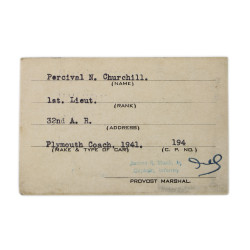 Percival N. Churchill.
(NAME)
1st. Lieut.
(RANK)
32nd A. R.
(ADDRESS)
Plymouth Coach, 1941. 194
(MAKE & TYPE OF CAR) (C. P. NO.)
PROVOST MARSHAL.